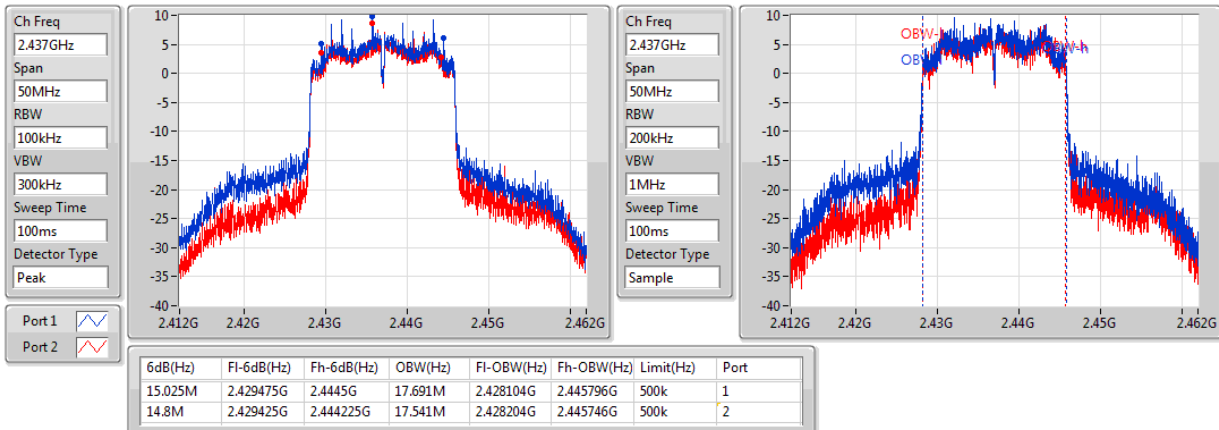 Ch Freq
2.437GHz
Span
50MHz
RBW
100kHz
VBW
300kHz
Sweep Time
100ms
Detector Type
Peak
Port 1
Port 2
10
5
0
-5
-10
-15
-20
-25
-30
-35
-40
2.412G 2.42G 2.43G 2.44G 2.45G 2.462G
Ch Freq
2.437GHz
Span
50MHz
RBW
200kHz
VBW
1MHz
Sweep Time
100ms
Detector Type
Sample
10
5
0
-5
-10
-15
-20
-25
-30
-35
-40
OBW-
OBW
OBW-h
2.412G 2.42G 2.43G 2.44G 2.45G 2.462G
6dB(Hz) Fl-6dB(Hz) Fh-6dB(Hz) OBW(Hz) Fl-OBW(Hz) Fh-OBW(Hz) Limit(Hz) Port
15.025M 2.429475G 2.4445G 17.691M 2.428104G 2.445796G 500k 1
14.8M 2.429425G 2.444225G 17.541M 2.428204G 2.445746G 500k 2